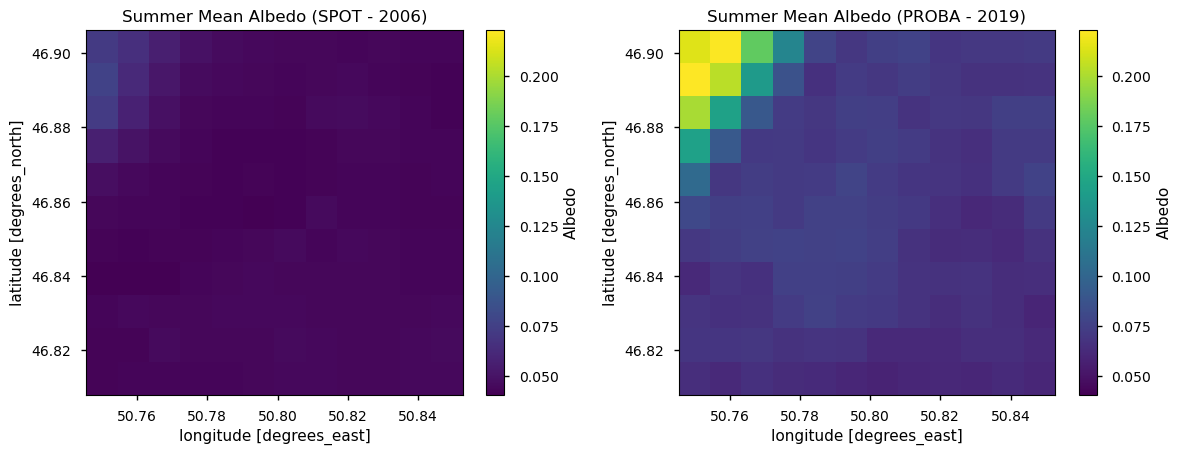 Summer Mean Albedo (SPOT - 2006)
46.90
46.88
46.86
46.84
46.82
latitude [degrees_north]
50.76 50.78 50.80 50.82 50.84
longitude [degrees_east]
0.200
0.175
0.150
0.125
0.100
0.075
0.050
Albedo
Summer Mean Albedo (PROBA - 2019)
46.90
46.88
46.86
46.84
46.82
latitude [degrees_north]
50.76 50.78 50.80 50.82 50.84
longitude [degrees_east]
0.200
0.175
0.150
0.125
0.100
0.075
0.050
Albedo